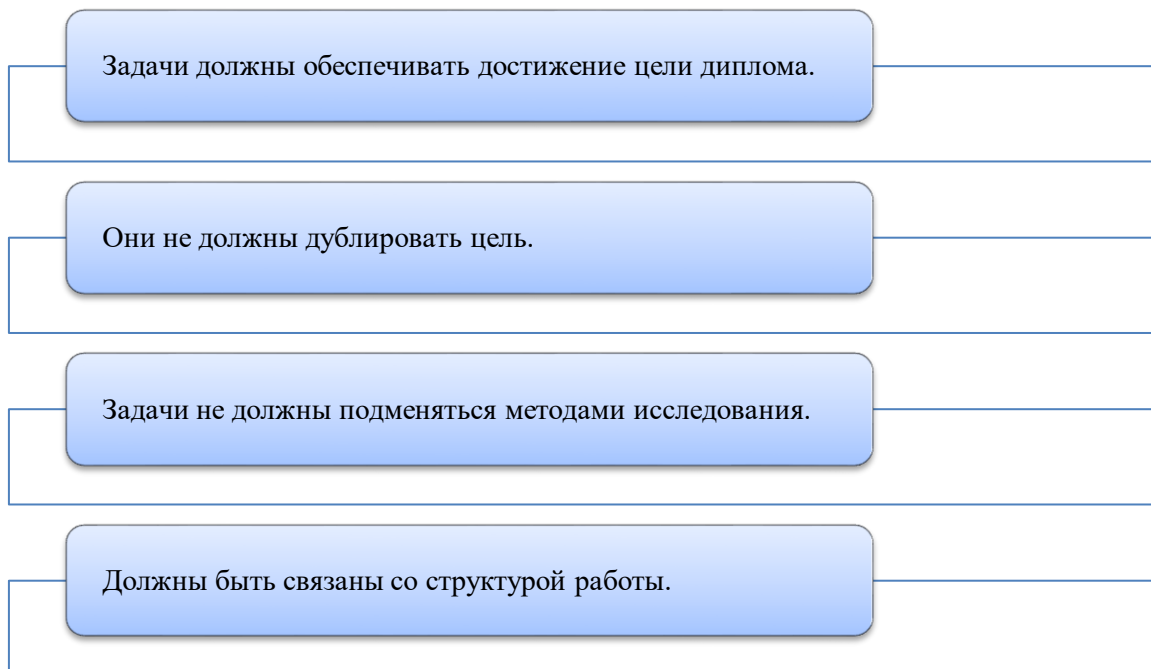 Задачи должны обеспечивать достижение цели диплома.
Они не должны дублировать цель.
Задачи не должны подменяться методами исследования.
Должны быть связаны со структурой работы.